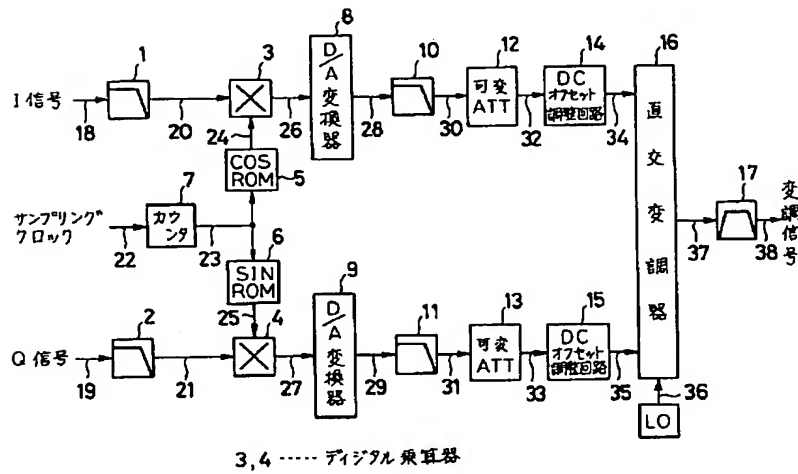 1
3
8
10
12
14
16
I 信号
18
20
24
26
D/A変換器
28
30
可変
ATT
32
DC
オフセット
調整回路
34
COS
ROM
5
7
サンプリング
クロック
22
カウ
ンタ
23
6
SIN
ROM
25
直交変調器
37
17
38
変調信号
2
4
9
11
13
15
Q 信号
19
21
27
D/A変換器
29
31
可変
ATT
33
DC
オフセット
調整回路
35
36
LO
3,4 ‥‥‥ ディジタル乗算器